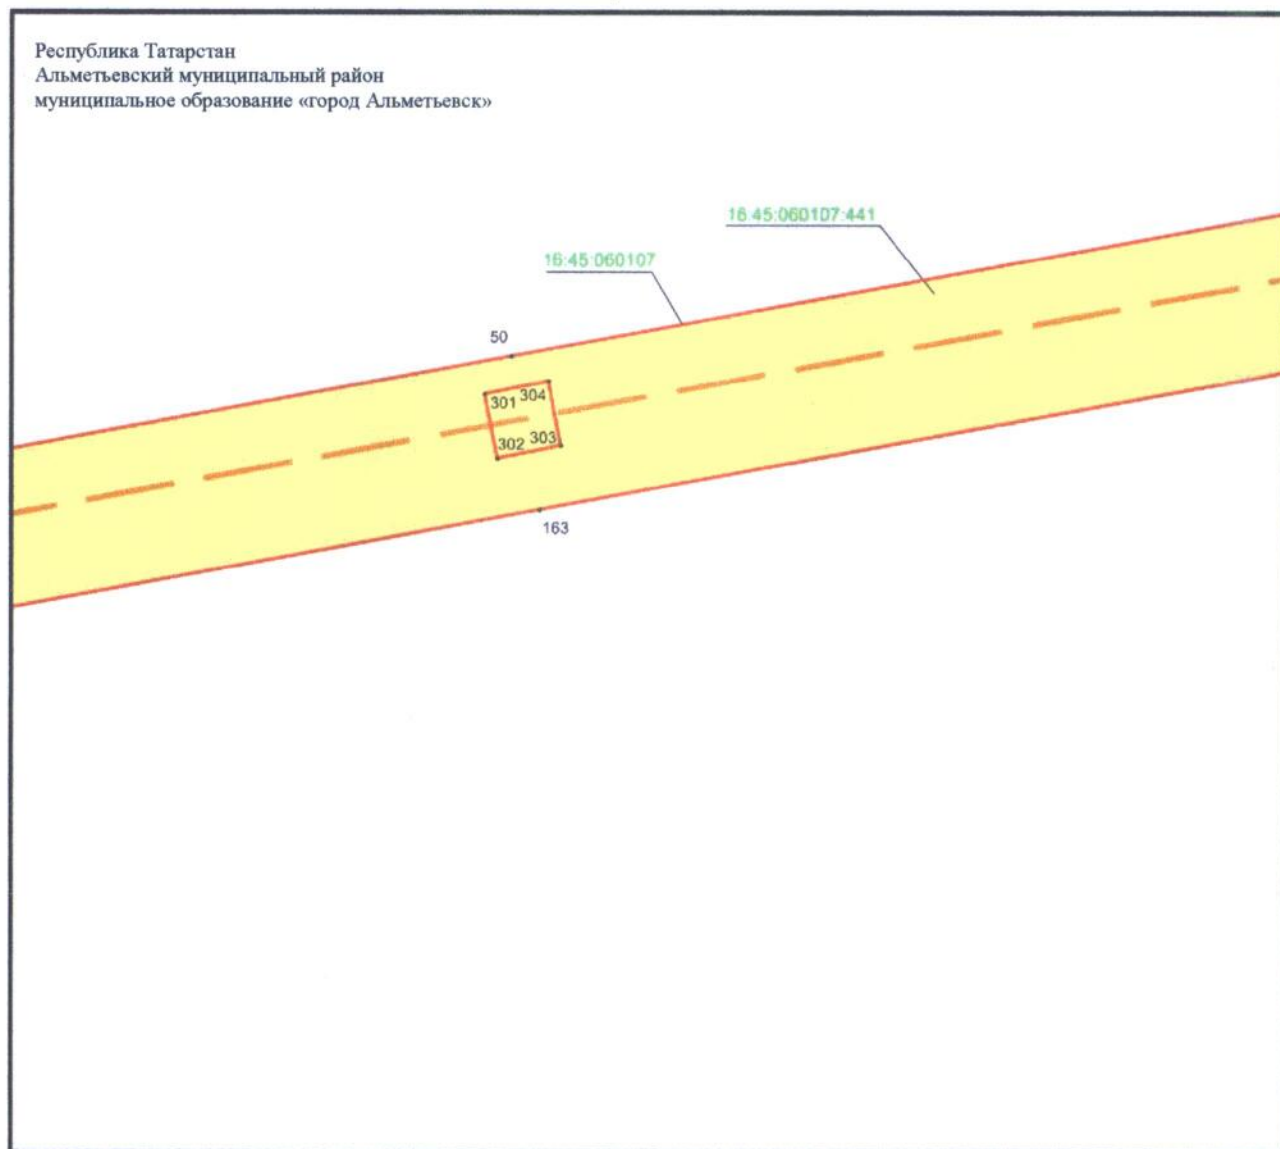 Республика Татарстан
Альметьевский муниципальный район
муниципальное образование «город Альметьевск»
16:45:060107:441
16:45:060107
50
301 304
302 303
163